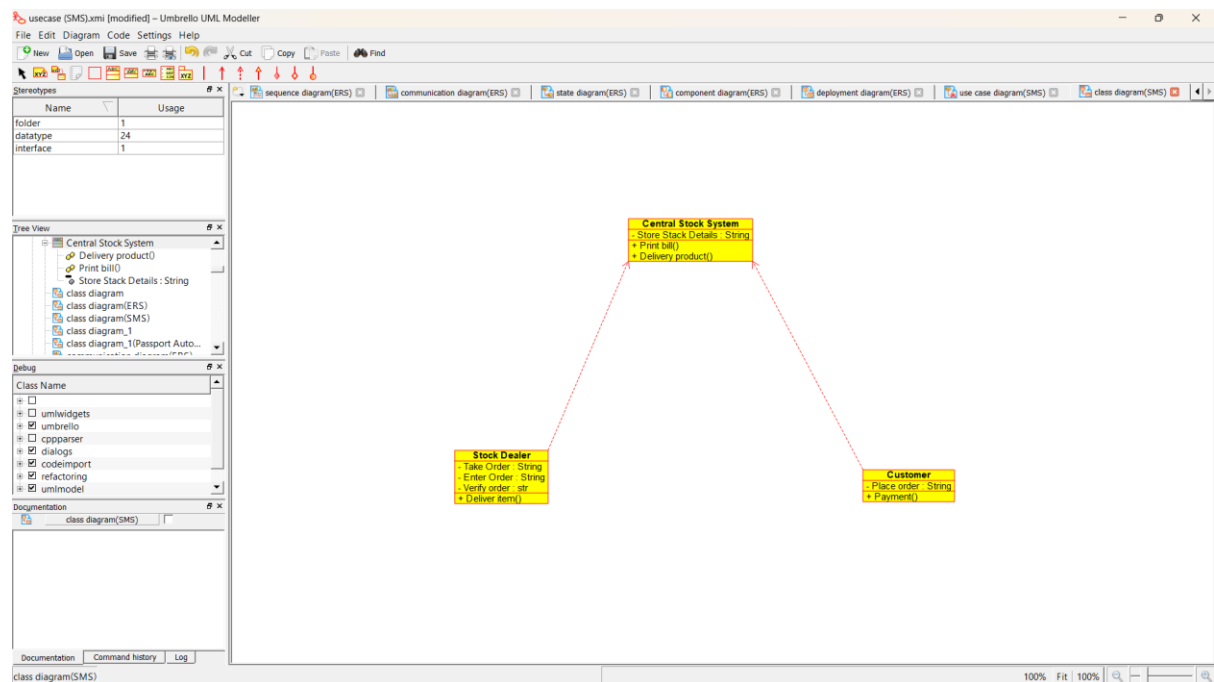 usecase (SMS).xmi [modified] – Umbrello UML Modeller
File Edit Diagram Code Settings Help
New Open Save Cut Copy Paste Find
Stereotypes
Name Usage
folder 1
datatype 24
interface 1
sequence diagram(ERS) communication diagram(ERS) state diagram(ERS) component diagram(ERS) deployment diagram(ERS) use case diagram(SMS) class diagram(SMS)
Tree View
Central Stock System
Delivery product()
Print bill()
Store Stack Details : String
class diagram
class diagram(ERS)
class diagram(SMS)
class diagram_1
class diagram_1(Passport Auto...
communication diagram(ERS)
Debug
Class Name
umlwidgets
umbrello
cppparser
dialogs
codeimport
refactoring
umlmodel
Documentation
class diagram(SMS)
Central Stock System
- Store Stack Details : String
+ Print bill()
+ Delivery product()
Stock Dealer
- Take Order : String
- Enter Order : String
- Verify order : str
+ Deliver item()
Customer
- Place order : String
+ Payment()
Documentation Command history Log
class diagram(SMS)
100% Fit 100%